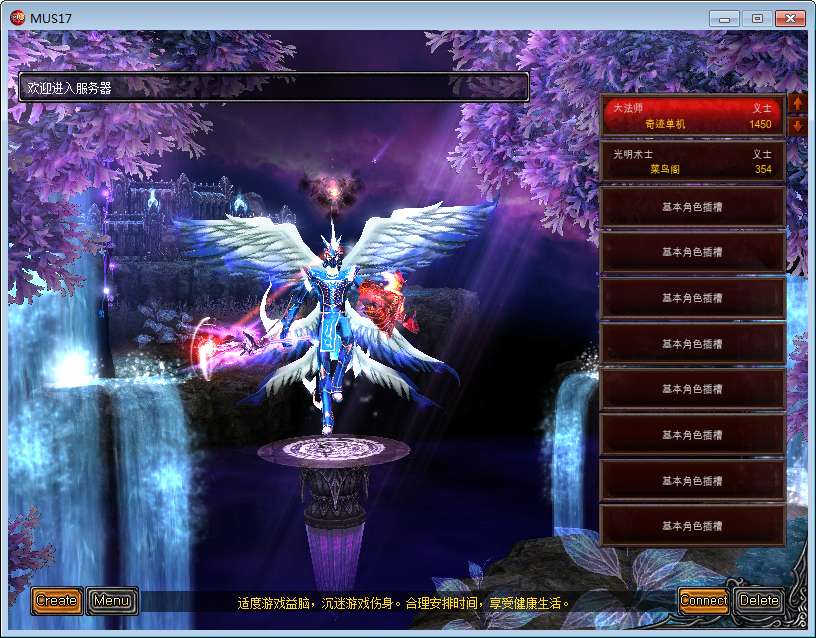 MUS17
欢迎进入服务器
大法师 义士
奇迹单机 1450
光明术士 义士
菜鸟阁 354
基本角色插槽
基本角色插槽
基本角色插槽
基本角色插槽
基本角色插槽
基本角色插槽
基本角色插槽
基本角色插槽
Create Menu 适度游戏益脑，沉迷游戏伤身。合理安排时间，享受健康生活。 Connect Delete